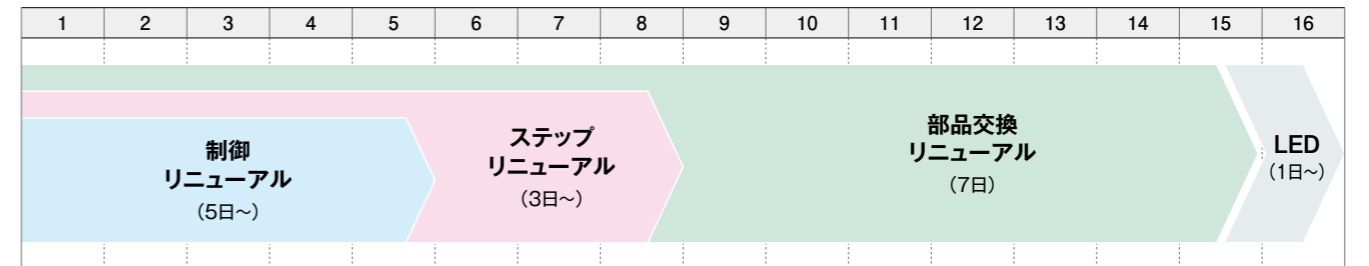 1 2 3 4 5 6 7 8 9 10 11 12 13 14 15 16
制御
リニューアル
（5日～）
ステップ
リニューアル
（3日～）
部品交換
リニューアル
（7日）
LED
（1日～）